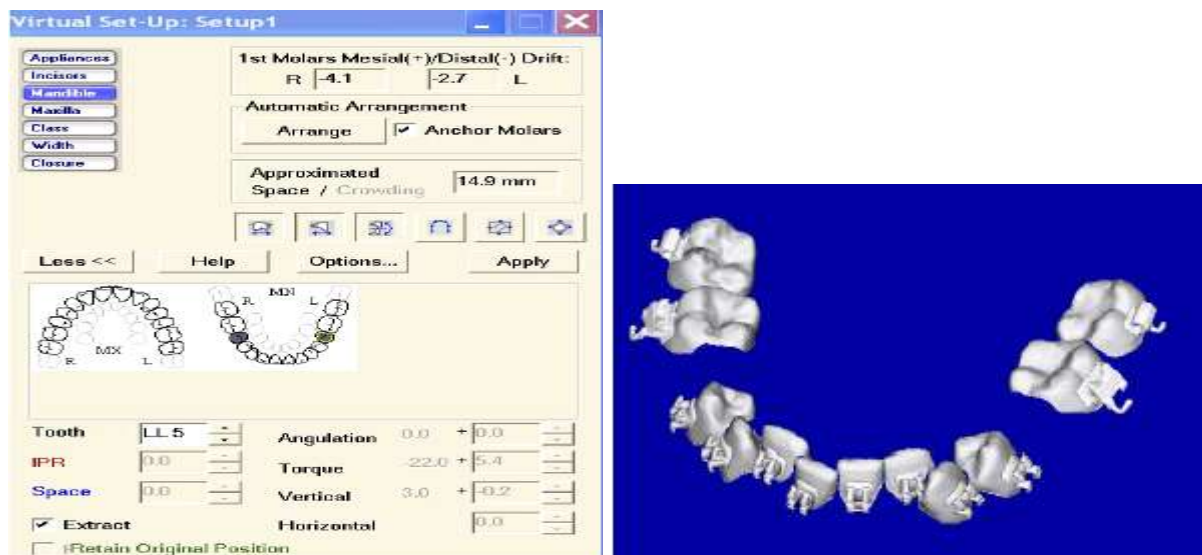 Virtual Set-Up: Setup1
Appliances
Incisors
Mandible
Maxilla
Class
Width
Closure
1st Molars Mesial(+)/Distal(-) Drift:
R -4.1 -2.7 L
Automatic Arrangement
Arrange Anchor Molars
Approximated
Space / Crowding 14.9 mm
Less << Help Options... Apply
R MX L
R MN L
Tooth LL 5 Angulation 0.0 + 0.0
IPR 0.0 Torque -22.0 + 5.4
Space 0.0 Vertical 3.0 + -0.2
Extract Horizontal 0.0
Retain Original Position